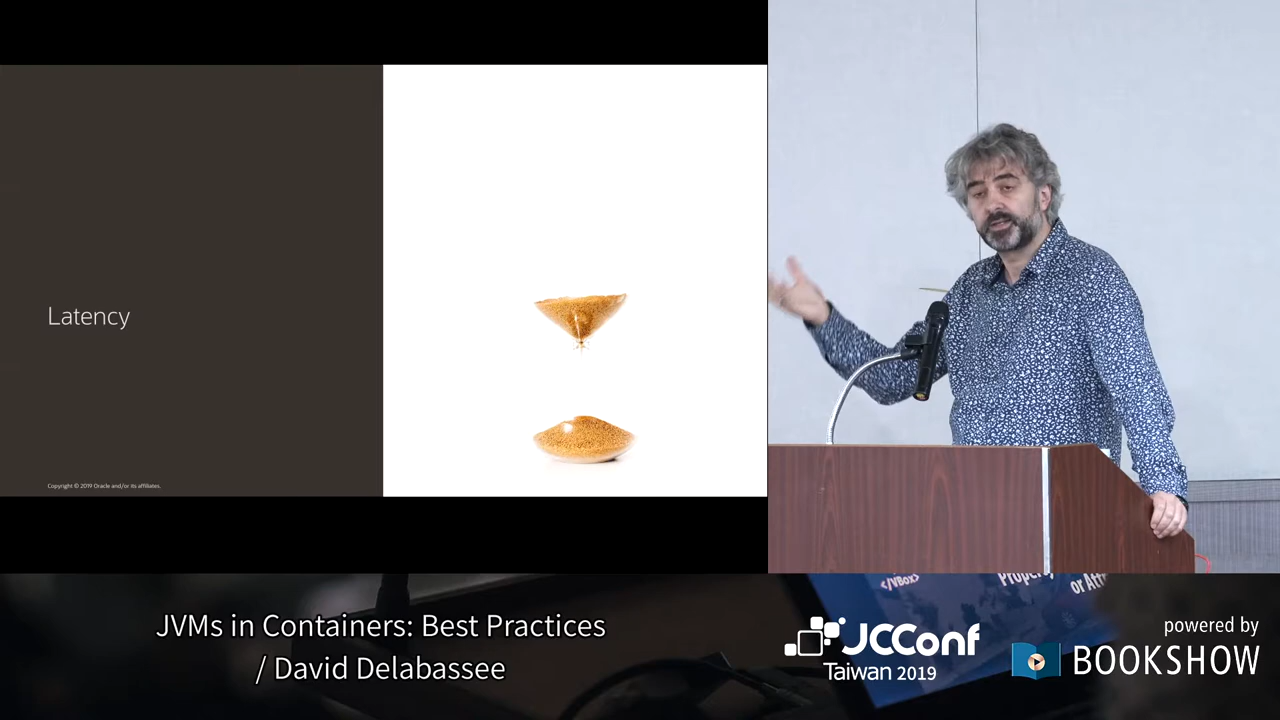 Latency
Copyright © 2019 Oracle and/or its affiliates.
</VBox>
JVMs in Containers: Best Practices
/ David Delabassee
JCConf
Taiwan 2019
powered by
BOOKSHOW